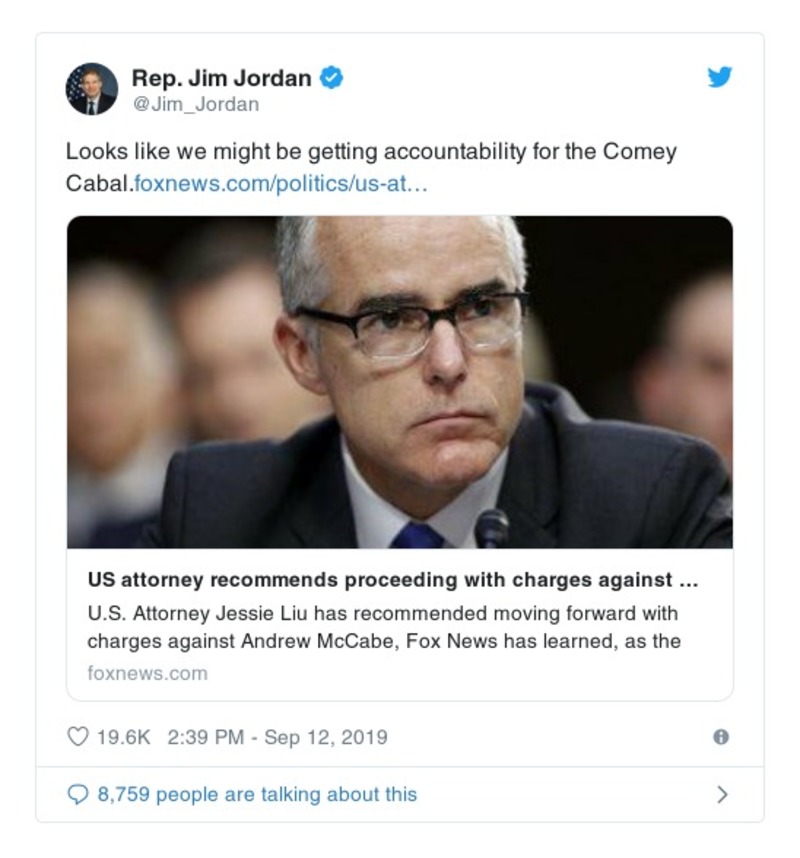 Rep. Jim Jordan
@Jim_Jordan
Looks like we might be getting accountability for the Comey
Cabal.foxnews.com/politics/us-at…
US attorney recommends proceeding with charges against ...
U.S. Attorney Jessie Liu has recommended moving forward with
charges against Andrew McCabe, Fox News has learned, as the
foxnews.com
19.6K 2:39 PM - Sep 12, 2019
8,759 people are talking about this